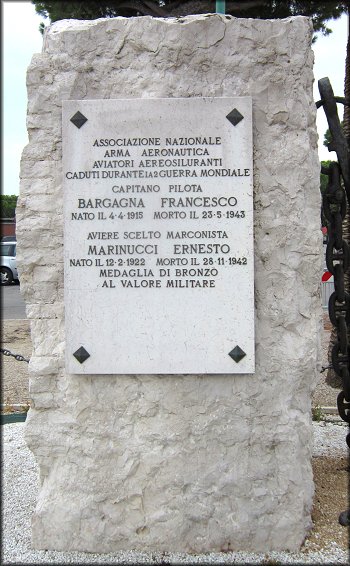 ASSOCIAZIONE NAZIONALE
ARMA AERONAUTICA
AVIATORI AEREOSILURANTI
CADUTI DURANTE 1a2 GUERRA MONDIALE
CAPITANO PILOTA
BARGAGNA FRANCESCO
NATO IL 4·4·1915 MORTO IL 23·5·1943
AVIERE SCELTO MARCONISTA
MARINUCCI ERNESTO
NATO IL 12·2·1922 MORTO IL 28·11·1942
MEDAGLIA DI BRONZO
AL VALORE MILITARE